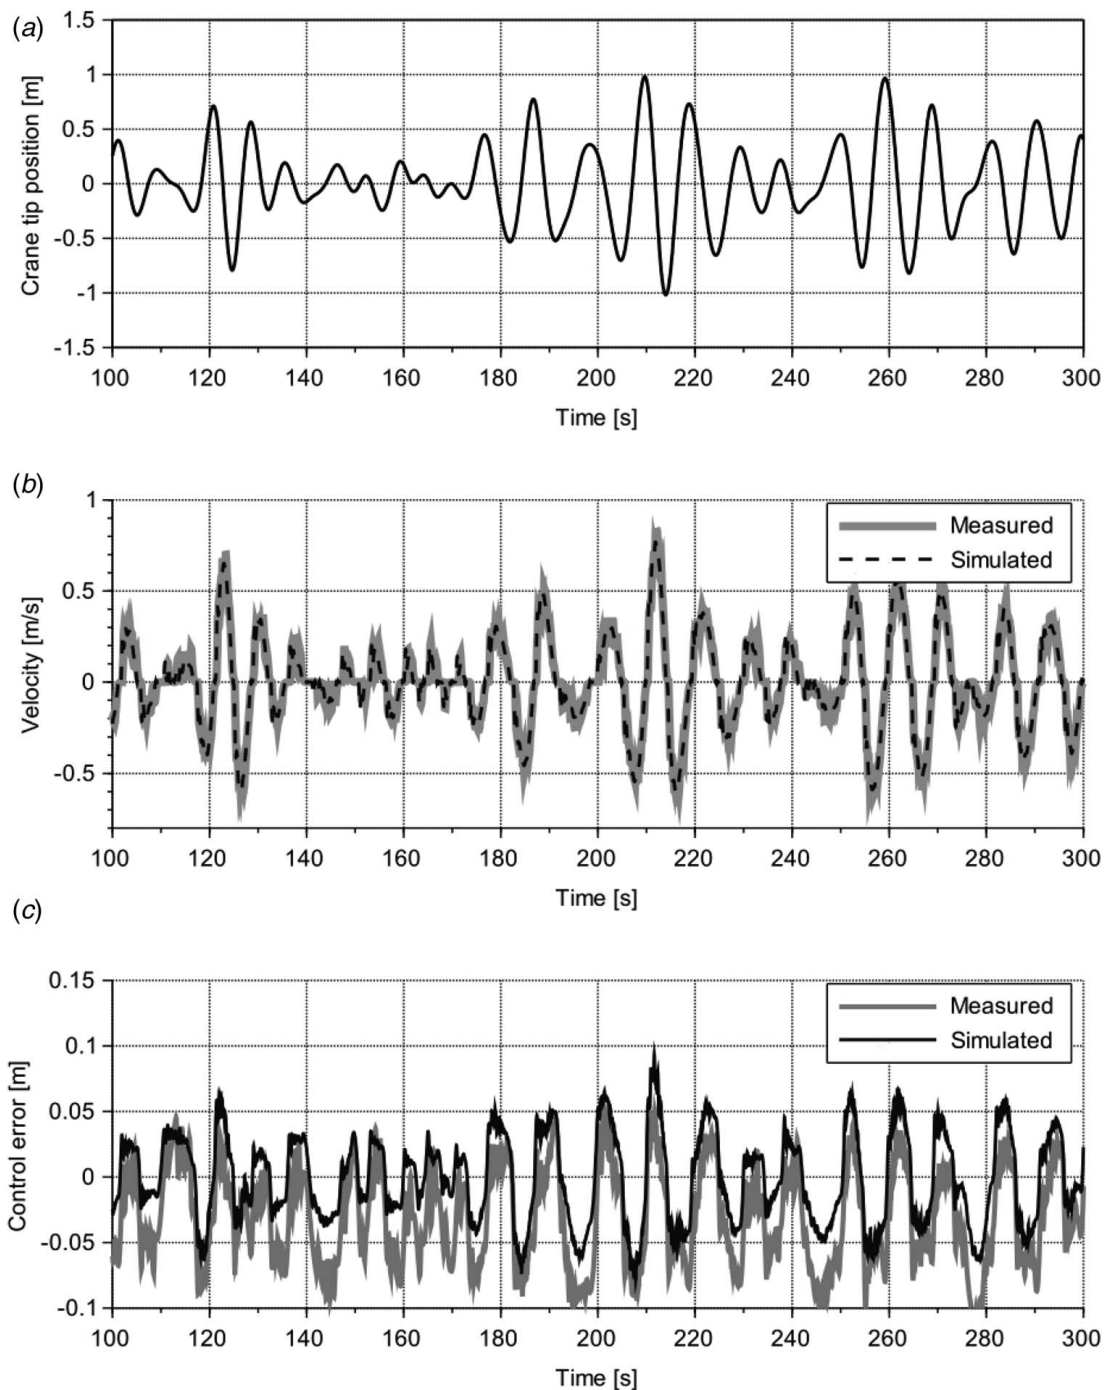 (a)
1.5
1
0.5
0
-0.5
-1
-1.5
Crane tip position [m]
100 120 140 160 180 200 220 240 260 280 300
Time [s]
(b)
1
0.5
0
-0.5
Velocity [m/s]
Measured
Simulated
100 120 140 160 180 200 220 240 260 280 300
Time [s]
(c)
0.15
0.1
0.05
0
-0.05
-0.1
Control error [m]
Measured
Simulated
100 120 140 160 180 200 220 240 260 280 300
Time [s]